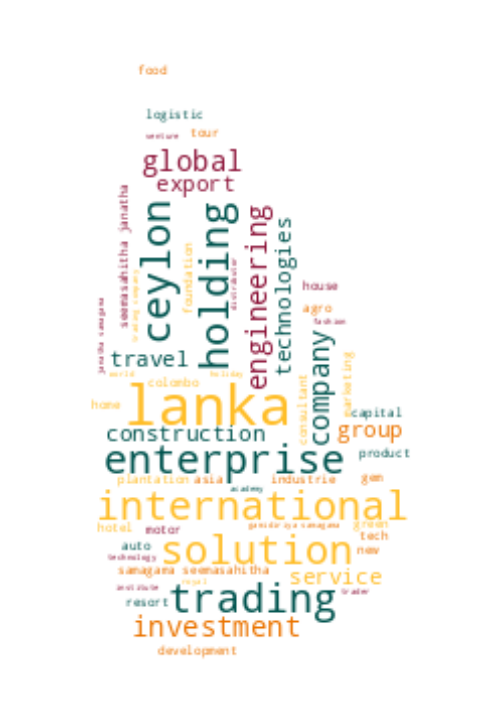 food
logistic
venture tour
global
export
seemasahitha janatha
ceylon
holding
engineering
technologies
foundation
distributor
trading company
janatha samagama
house
agro
fashion
travel
company
marketing
consultant
world
holiday
colombo
home
lanka
capital
construction
group
enterprise
product
plantation asia
industrie
gem
academy
international
hotel
motor
gamidiriya samagama
green
tech
auto
solution
new
technology
samagama seemasahitha
service
royal
institute
trader
resort
trading
investment
development